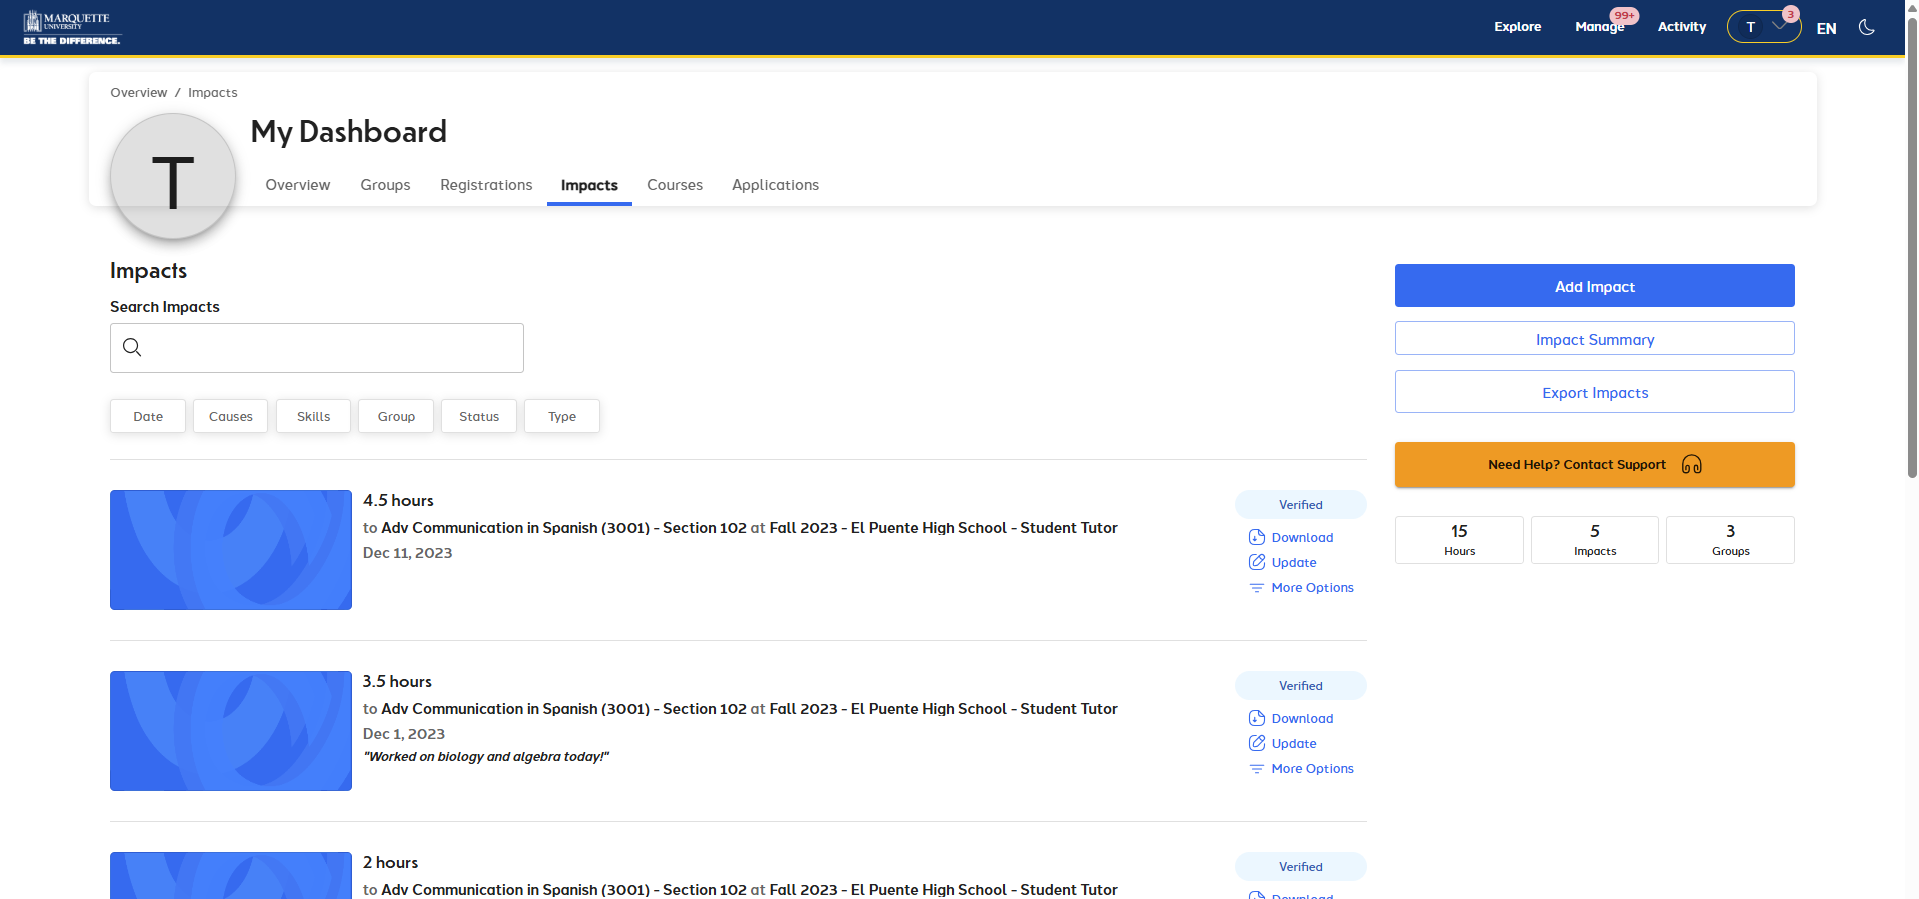 MARQUETTE
UNIVERSITY
BE THE DIFFERENCE.
Explore
Manage
99+
Activity
T
3
EN
Overview / Impacts
T
My Dashboard
Overview
Groups
Registrations
Impacts
Courses
Applications
Impacts
Search Impacts
Date
Causes
Skills
Group
Status
Type
4.5 hours
to Adv Communication in Spanish (3001) - Section 102 at Fall 2023 - El Puente High School - Student Tutor
Dec 11, 2023
Verified
Download
Update
More Options
3.5 hours
to Adv Communication in Spanish (3001) - Section 102 at Fall 2023 - El Puente High School - Student Tutor
Dec 1, 2023
"Worked on biology and algebra today!"
Verified
Download
Update
More Options
2 hours
to Adv Communication in Spanish (3001) - Section 102 at Fall 2023 - El Puente High School - Student Tutor
Verified
Download
Add Impact
Impact Summary
Export Impacts
Need Help? Contact Support
15
Hours
5
Impacts
3
Groups